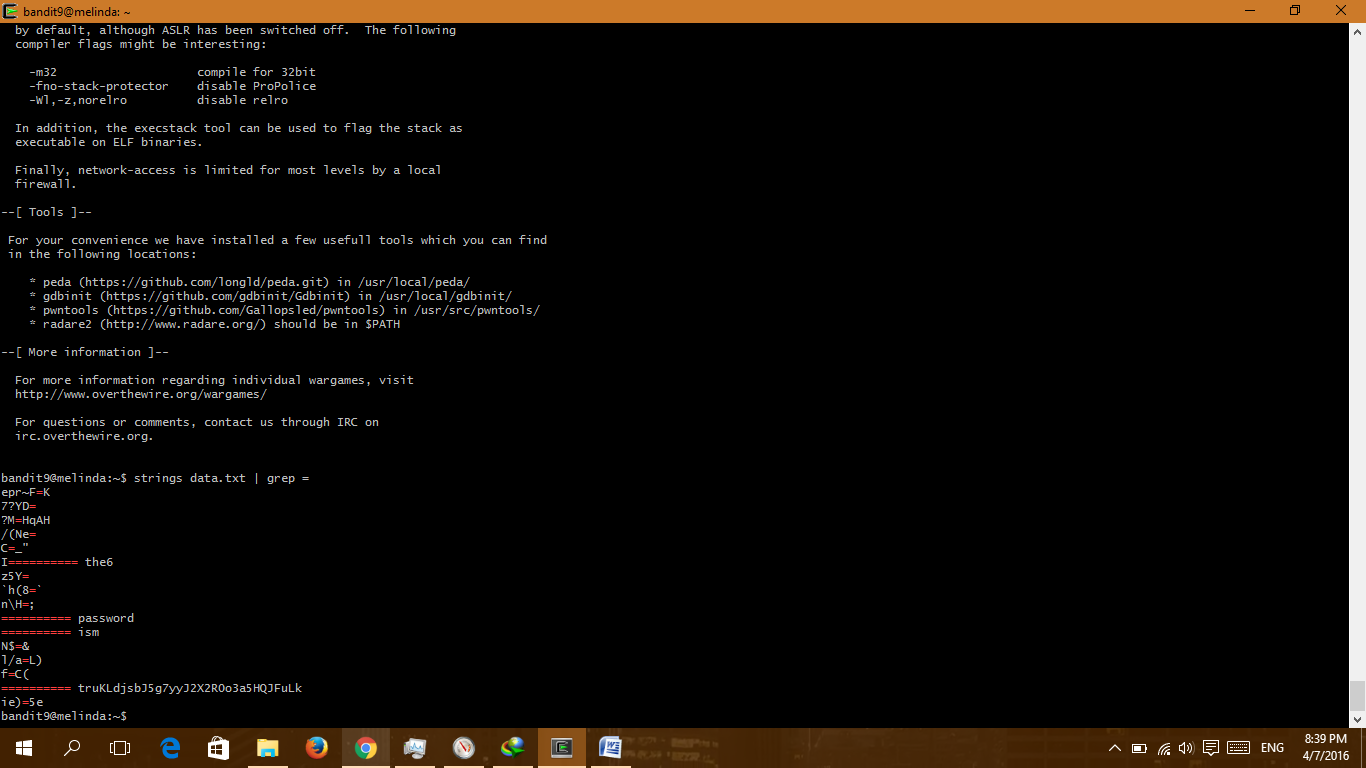 bandit9@melinda: ~
by default, although ASLR has been switched off.  The following
compiler flags might be interesting:
-m32                    compile for 32bit
-fno-stack-protector    disable ProPolice
-Wl,-z,norelro          disable relro
In addition, the execstack tool can be used to flag the stack as
executable on ELF binaries.
Finally, network-access is limited for most levels by a local
firewall.
--[ Tools ]--
For your convenience we have installed a few usefull tools which you can find
in the following locations:
* peda (https://github.com/longld/peda.git) in /usr/local/peda/
* gdbinit (https://github.com/gdbinit/Gdbinit) in /usr/local/gdbinit/
* pwntools (https://github.com/Gallopsled/pwntools) in /usr/src/pwntools/
* radare2 (http://www.radare.org/) should be in $PATH
--[ More information ]--
For more information regarding individual wargames, visit
http://www.overthewire.org/wargames/
For questions or comments, contact us through IRC on
irc.overthewire.org.
bandit9@melinda:~$ strings data.txt | grep =
epr~F=K
7?YD=
?M=HqAH
/(Ne=
C=_"
I========== the6
z5Y=
`h(8=`
n\H=;
========== password
========== ism
N$=&
l/a=L)
f=C(
========== truKLdjsbJ5g7yyJ2X2R0o3a5HQJFuLk
ie)=5e
bandit9@melinda:~$
ENG
8:39 PM
4/7/2016